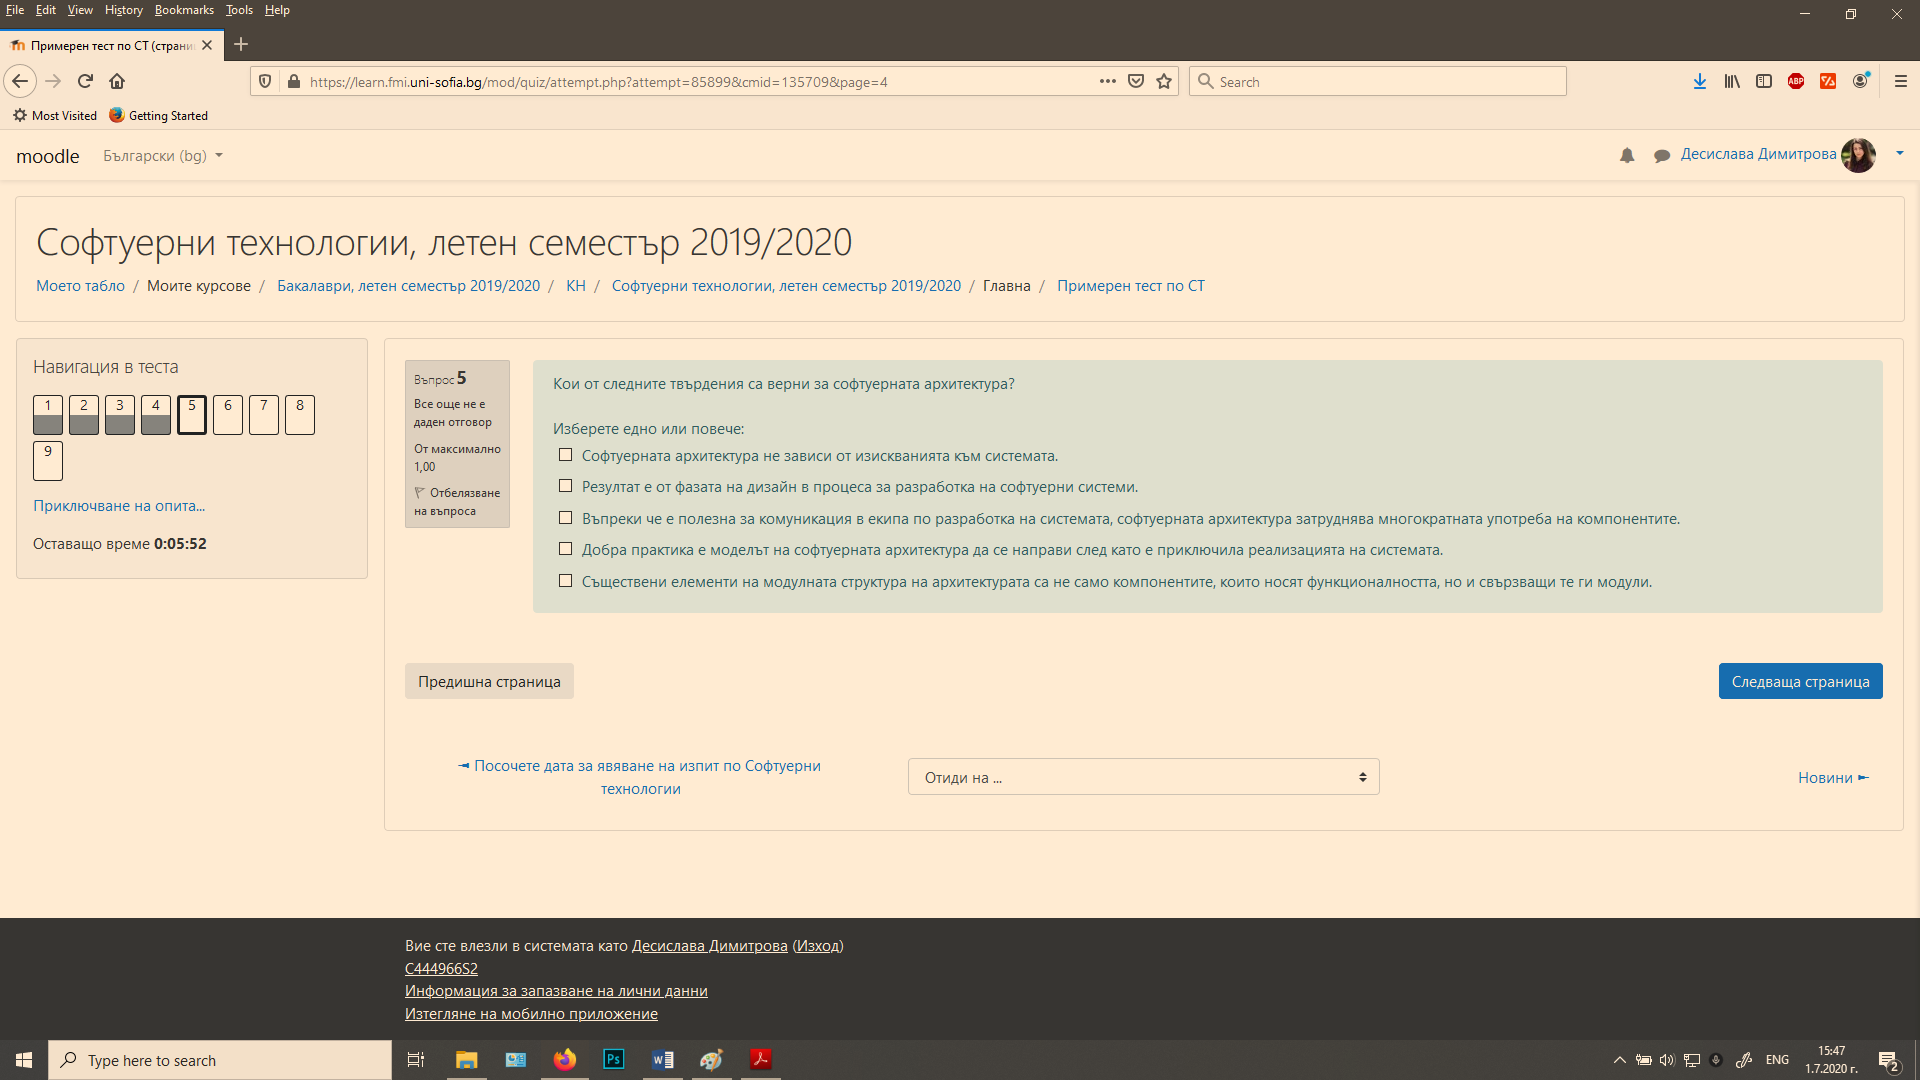 File Edit View History Bookmarks Tools Help
Примерен тест по СТ (страни
https://learn.fmi.uni-sofia.bg/mod/quiz/attempt.php?attempt=85899&cmid=135709&page=4
Search
ABP
Most Visited Getting Started
moodle Български (bg) Десислава Димитрова
Софтуерни технологии, летен семестър 2019/2020
Моето табло / Моите курсове / Бакалаври, летен семестър 2019/2020 / КН / Софтуерни технологии, летен семестър 2019/2020 / Главна / Примерен тест по СТ
Навигация в теста
1 2 3 4 5 6 7 8
9
Приключване на опита...
Оставащо време 0:05:52
Въпрос 5
Все още не е
даден отговор
От максимално
1,00
Отбелязване
на въпроса
Кои от следните твърдения са верни за софтуерната архитектура?
Изберете едно или повече:
Софтуерната архитектура не зависи от изискванията към системата.
Резултат е от фазата на дизайн в процеса за разработка на софтуерни системи.
Въпреки че е полезна за комуникация в екипа по разработка на системата, софтуерната архитектура затруднява многократната употреба на компонентите.
Добра практика е моделът на софтуерната архитектура да се направи след като е приключила реализацията на системата.
Съществени елементи на модулната структура на архитектурата са не само компонентите, които носят функционалността, но и свързващи те ги модули.
Предишна страница
Следваща страница
◄ Посочете дата за явяване на изпит по Софтуерни
технологии
Отиди на ...
Новини ►
Вие сте влезли в системата като Десислава Димитрова (Изход)
С444966S2
Информация за запазване на лични данни
Изтегляне на мобилно приложение
Type here to search
Ps
W
ENG
15:47
1.7.2020 г.
2